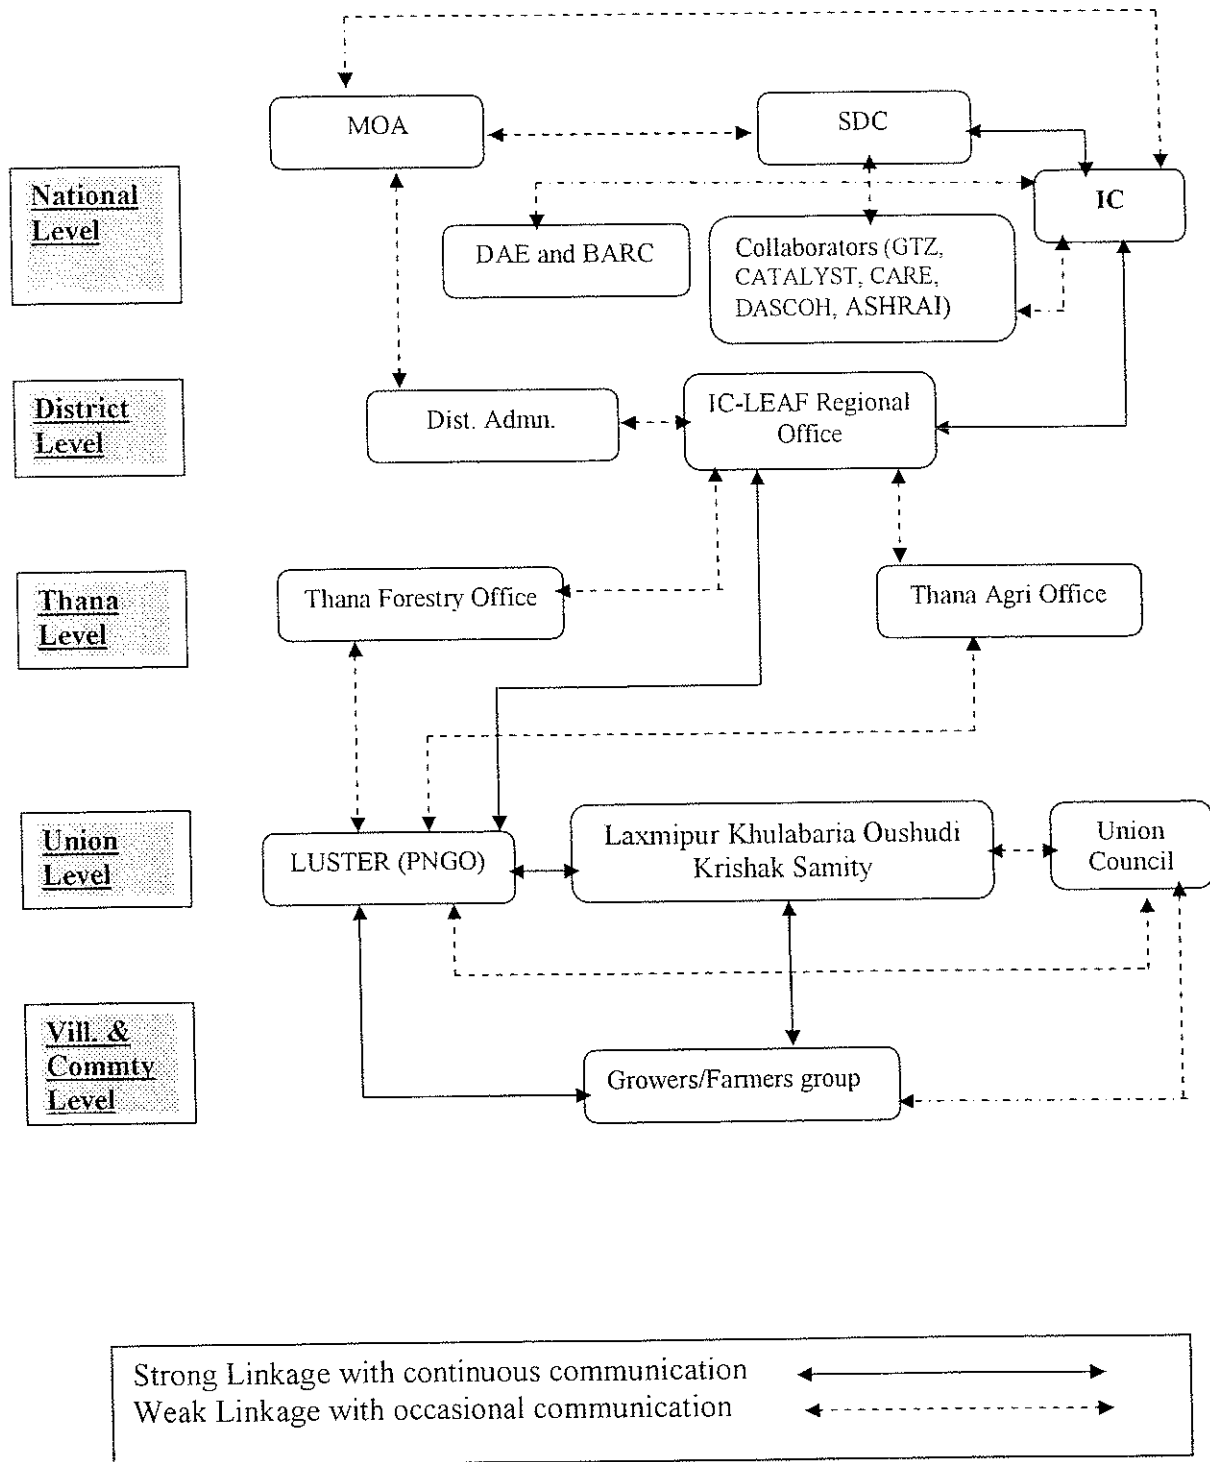 MOA
SDC
National
Level
IC
DAE and BARC
Collaborators (GTZ,
CATALYST, CARE,
DASCOH, ASHRAI)
District
Level
Dist. Admn.
IC-LEAF Regional
Office
Thana
Level
Thana Forestry Office
Thana Agri Office
Union
Level
LUSTER (PNGO)
Laxmipur Khulabaria Oushudi
Krishak Samity
Union
Council
Vill. &
Commty
Level
Growers/Farmers group
Strong Linkage with continuous communication
Weak Linkage with occasional communication